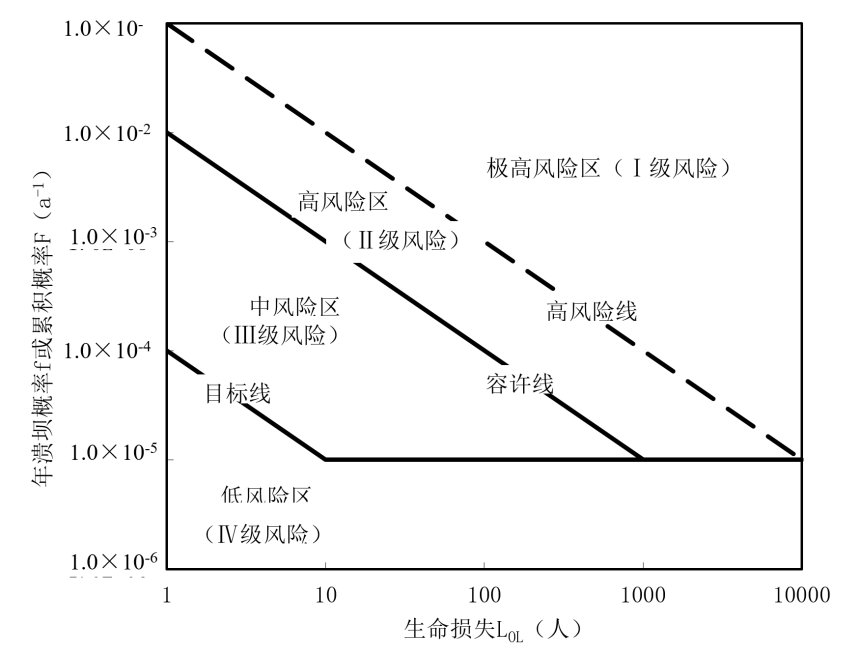 年溃坝概率f或累积概率F（a⁻¹）
1.0×10-
1.0×10-2
极高风险区（Ⅰ级风险）
高风险区
1.0×10-3
（Ⅱ级风险）
中风险区
高风险线
（Ⅲ级风险）
1.0×10-4
容许线
目标线
1.0×10-5
低风险区
（Ⅳ级风险）
1.0×10-6
1
10
100
1000
10000
生命损失L0L（人）